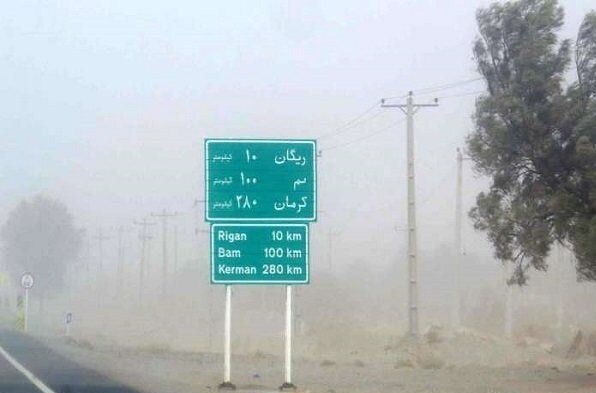 ریگان ۱۰ کیلومتر
بم ۱۰۰ کیلومتر
کرمان ۲۸۰ کیلومتر
Rigan 10 km
Bam 100 km
Kerman 280 km